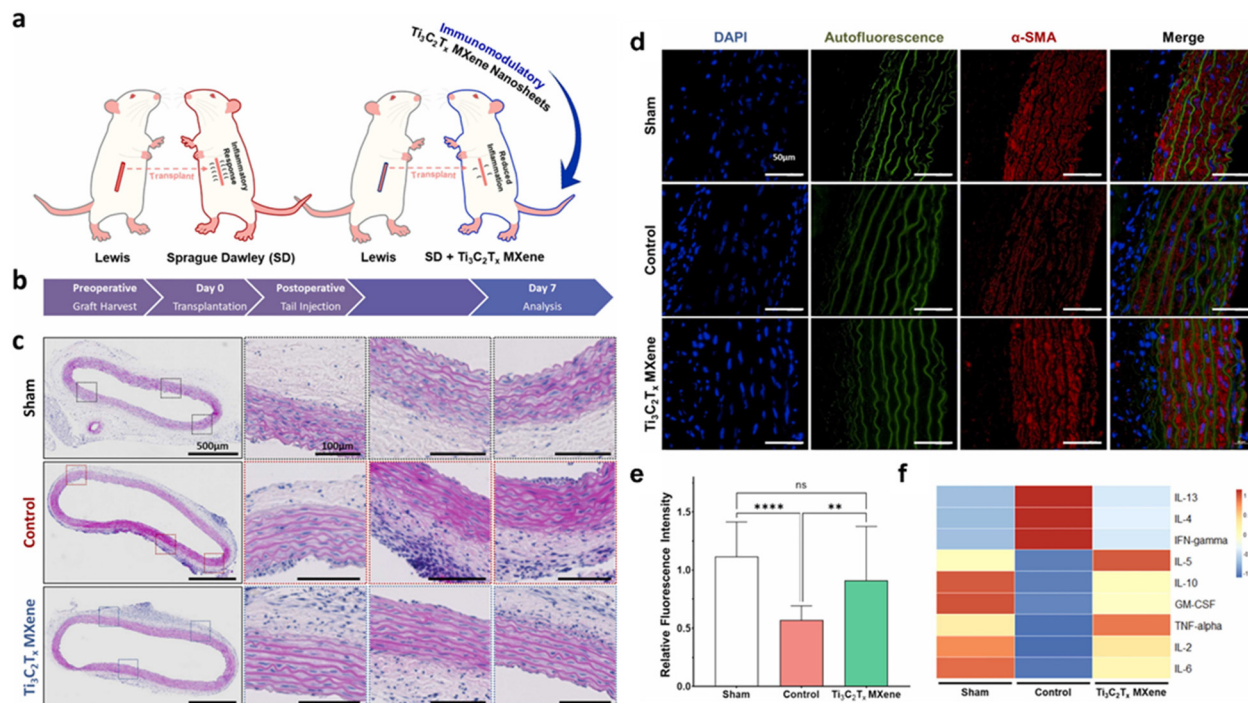 a
Immunomodulatory
Ti₃C₂Tₓ MXene Nanosheets
Inflammatory
Response
Transplant
Reduced
Inflammation
Transplant
Lewis
Sprague Dawley (SD)
Lewis
SD + Ti₃C₂Tₓ MXene
b
Preoperative
Graft Harvest
Day 0
Transplantation
Postoperative
Tail Injection
Day 7
Analysis
c
Sham
500μm
100μm
Control
Ti₃C₂Tₓ MXene
d
DAPI
Autofluorescence
α-SMA
Merge
Sham
50μm
Control
Ti₃C₂Tₓ MXene
e
Relative Fluorescence Intensity
1.5
1.0
0.5
0.0
ns
****
**
Sham
Control
Ti₃C₂Tₓ MXene
f
IL-13
IL-4
IFN-gamma
IL-5
IL-10
GM-CSF
TNF-alpha
IL-2
IL-6
Sham
Control
Ti₃C₂Tₓ MXene